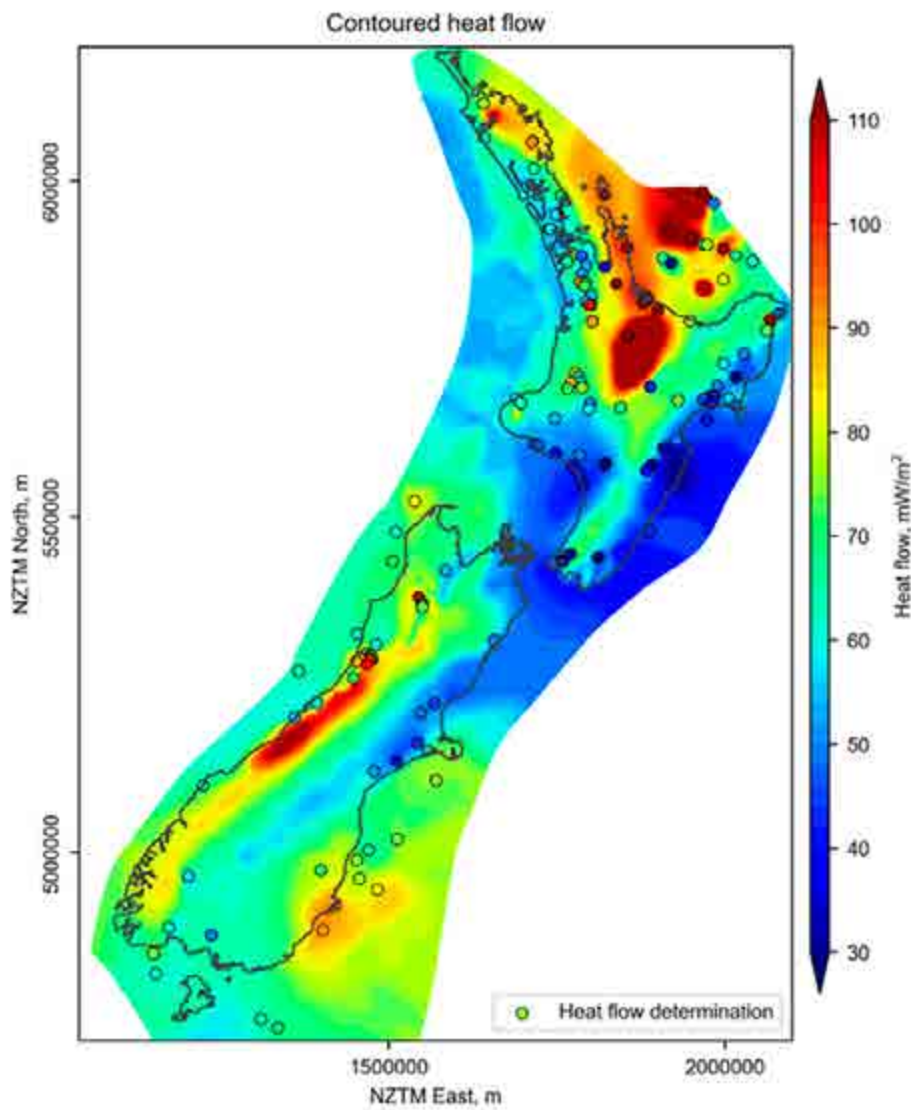 Contoured heat flow
6000000
5500000
5000000
NZTM North, m
1500000
2000000
NZTM East, m
Heat flow determination
110
100
90
80
70
60
50
40
30
Heat flow, mW/m²